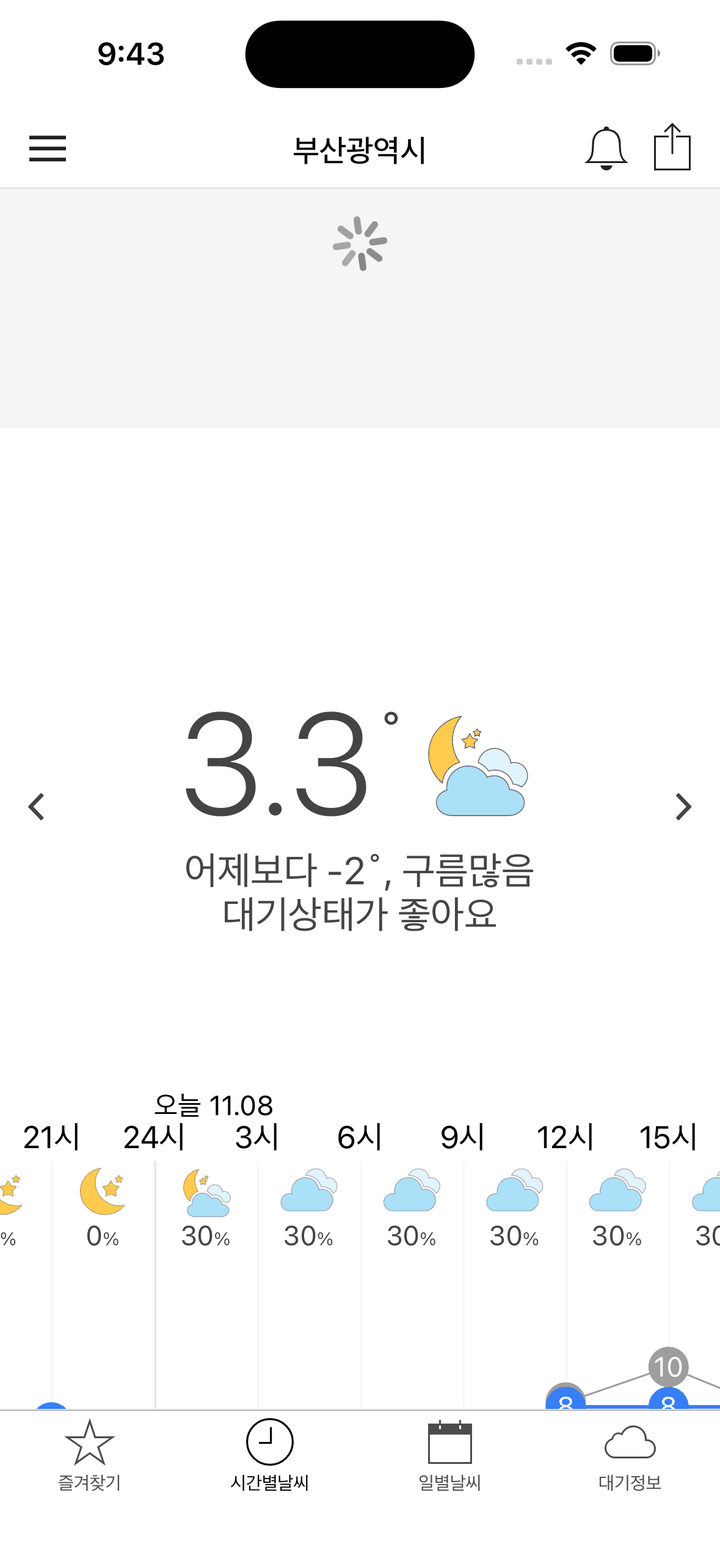 9:43
부산광역시
3.3°
어제보다 -2°, 구름많음
대기상태가 좋아요
오늘 11.08
21시 24시 3시 6시 9시 12시 15시
% 0% 30% 30% 30% 30% 30% 30
10
8 8
즐겨찾기 시간별날씨 일별날씨 대기정보